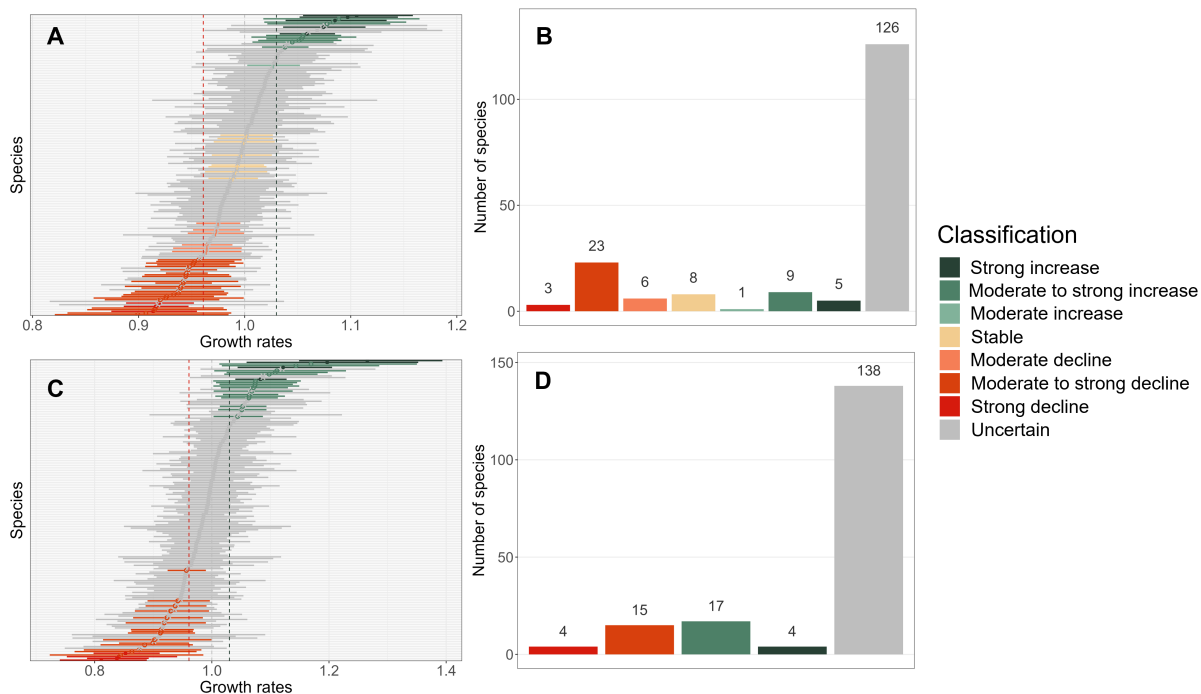 A
Species
0.8
0.9
1.0
1.1
1.2
Growth rates
B
Number of species
100
50
0
3
23
6
8
1
9
5
126
C
Species
0.8
1.0
1.2
1.4
Growth rates
D
Number of species
150
100
50
0
4
15
17
4
138
Classification
Strong increase
Moderate to strong increase
Moderate increase
Stable
Moderate decline
Moderate to strong decline
Strong decline
Uncertain